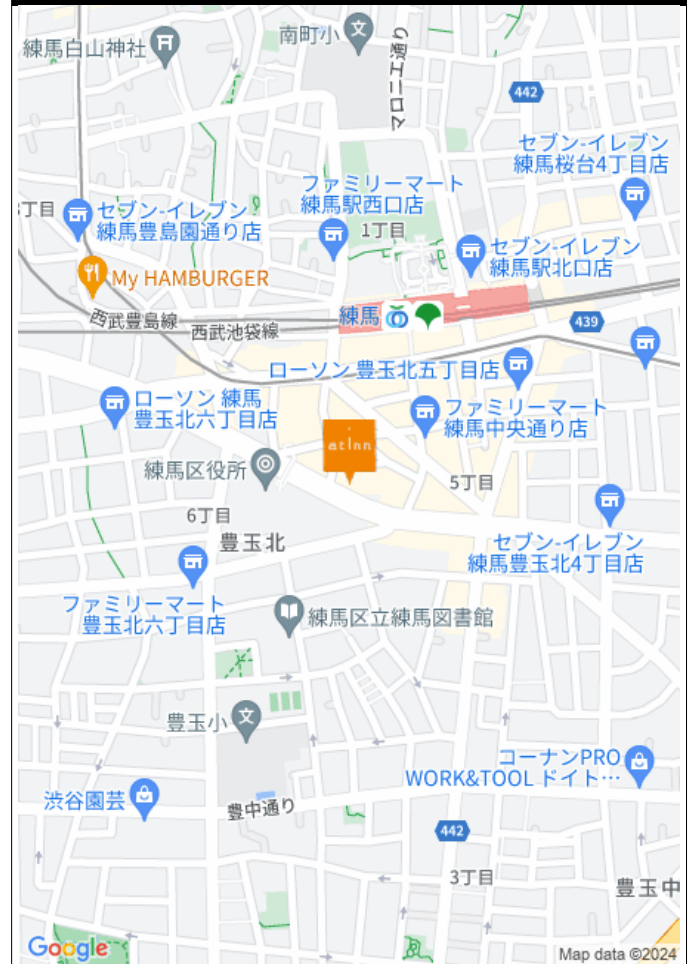 南町小
練馬白山神社
マロニエ通り
442
セブン-イレブン
練馬桜台4丁目店
ファミリーマート
練馬駅西口店
丁目
セブン-イレブン
練馬豊島園通り店
1丁目
セブン-イレブン
練馬駅北口店
My HAMBURGER
西武豊島線
西武池袋線
練馬
439
ローソン 豊玉北五丁目店
ローソン 練馬
豊玉北六丁目店
ファミリーマート
練馬中央通り店
at inn
練馬区役所
5丁目
6丁目
豊玉北
セブン-イレブン
練馬豊玉北4丁目店
ファミリーマート
豊玉北六丁目店
練馬区立練馬図書館
豊玉小
コーナンPRO
WORK&TOOL ドイト…
渋谷園芸
豊中通り
442
3丁目
豊玉中
Google
Map data ©2024